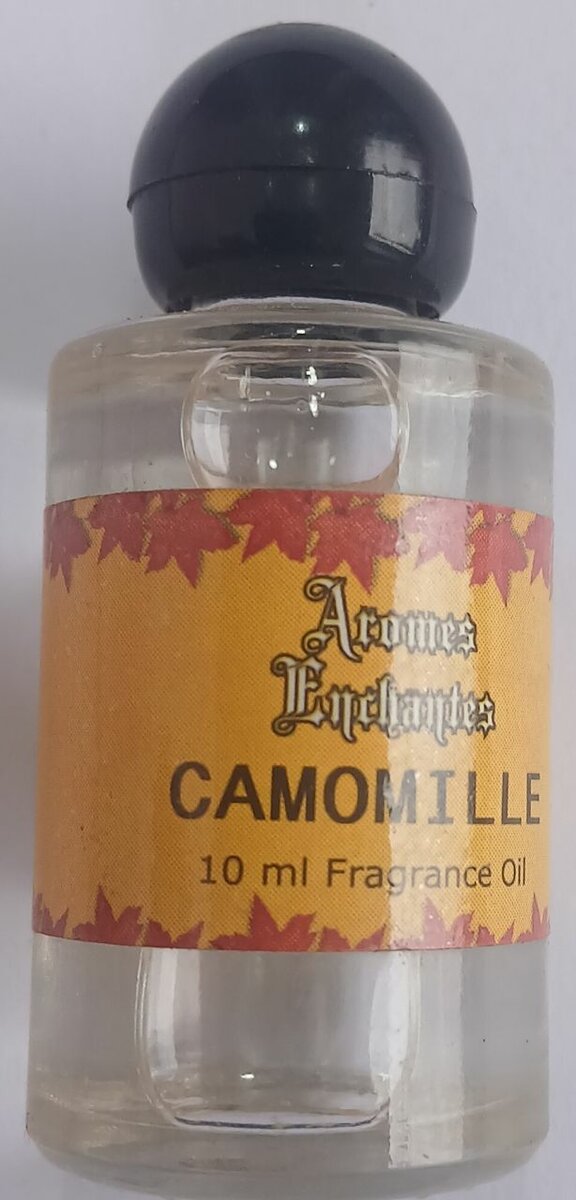 Aromes
Enchantes
CAMOMILLE
10 ml Fragrance Oil